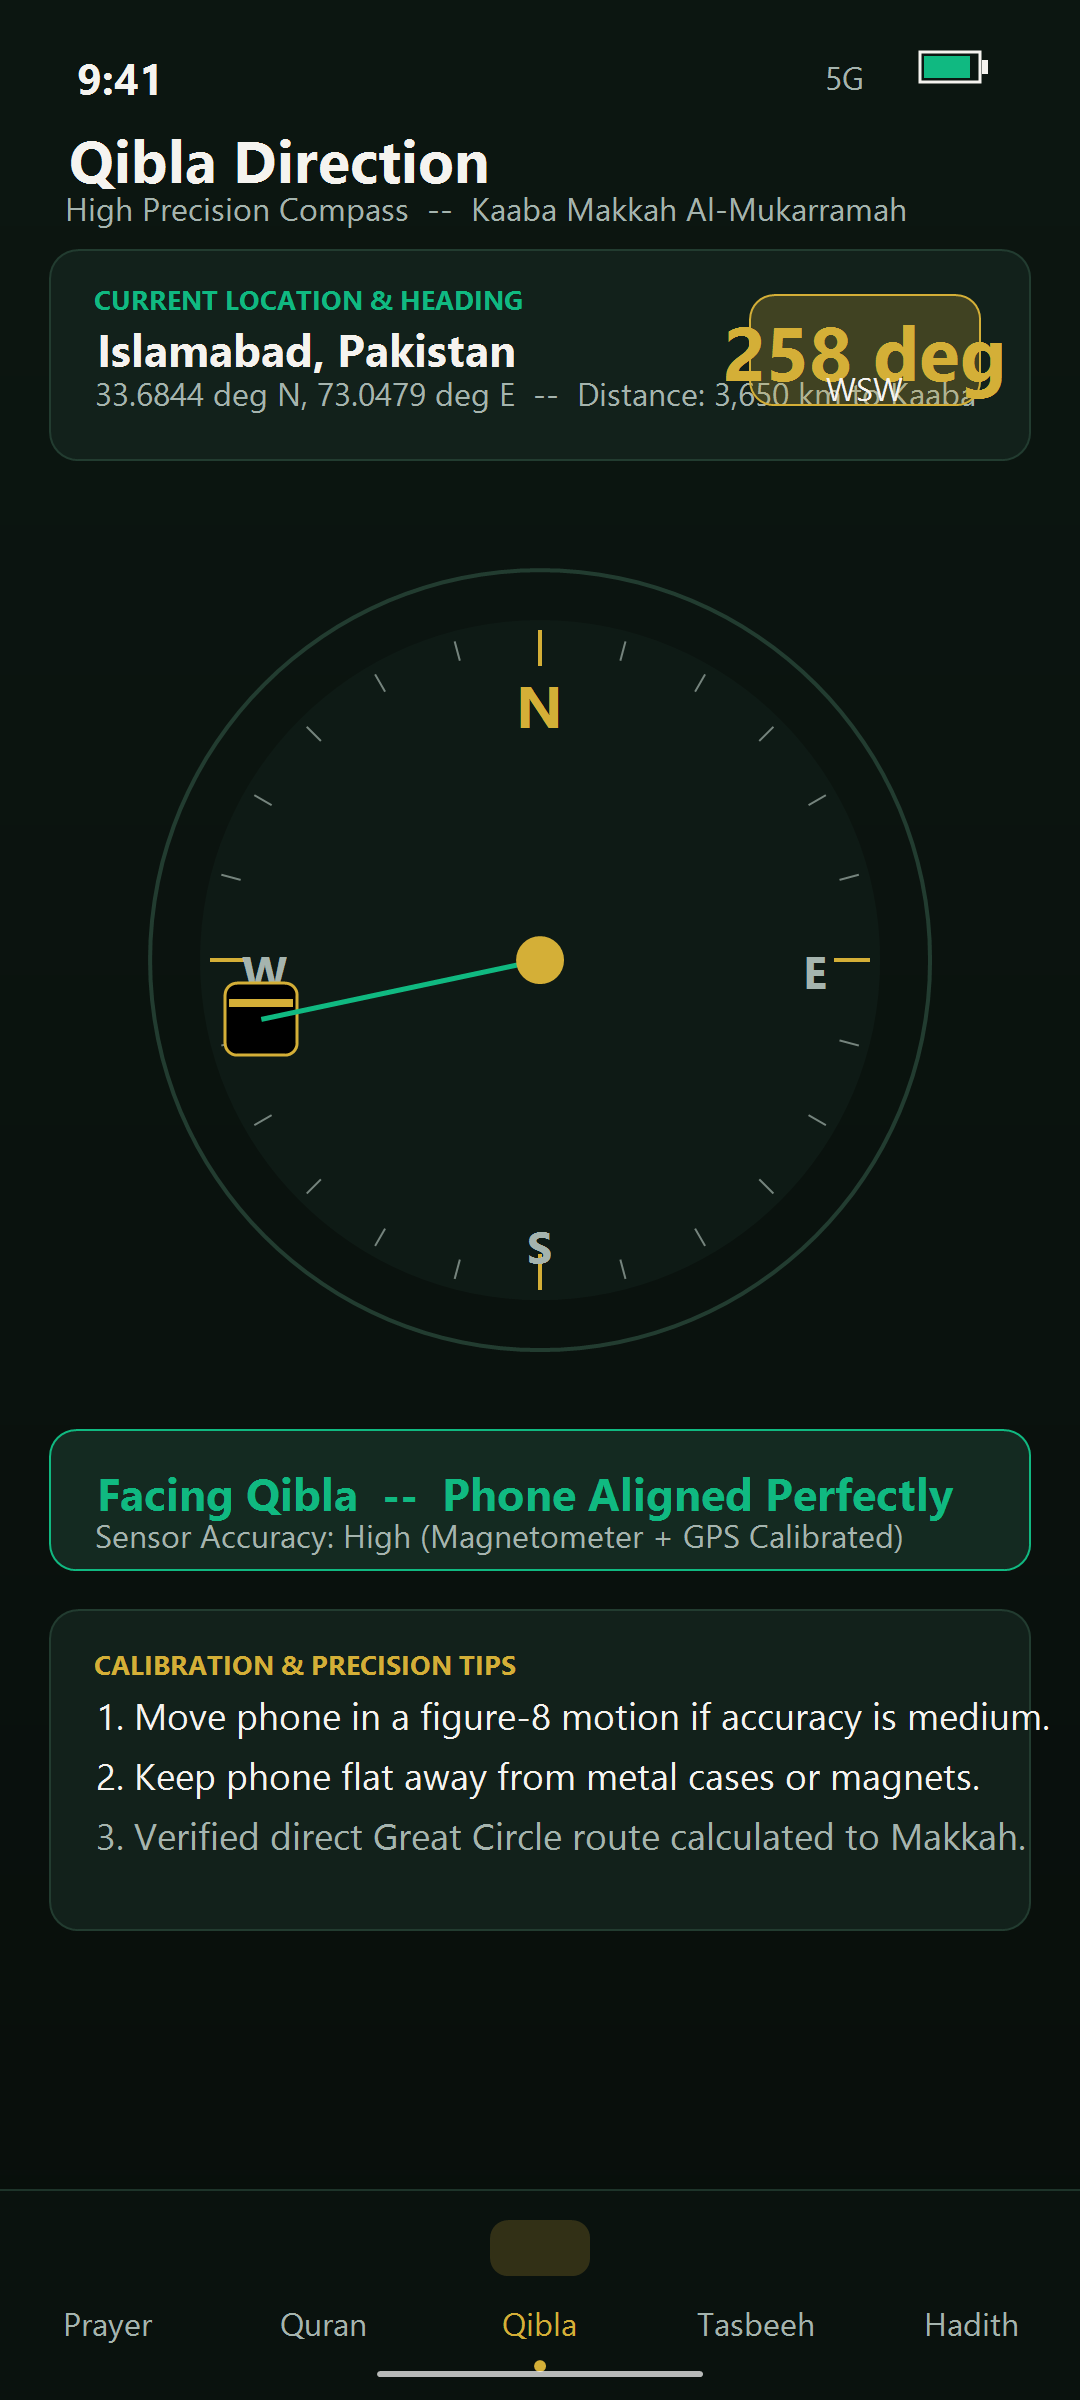 9:41
5G
Qibla Direction
High Precision Compass -- Kaaba Makkah Al-Mukarramah
CURRENT LOCATION & HEADING
Islamabad, Pakistan
258 deg
33.6844 deg N, 73.0479 deg E -- Distance: 3,650 km to Kaaba
WSW
N
W
E
S
Facing Qibla -- Phone Aligned Perfectly
Sensor Accuracy: High (Magnetometer + GPS Calibrated)
CALIBRATION & PRECISION TIPS
1. Move phone in a figure-8 motion if accuracy is medium.
2. Keep phone flat away from metal cases or magnets.
3. Verified direct Great Circle route calculated to Makkah.
Prayer Quran Qibla Tasbeeh Hadith